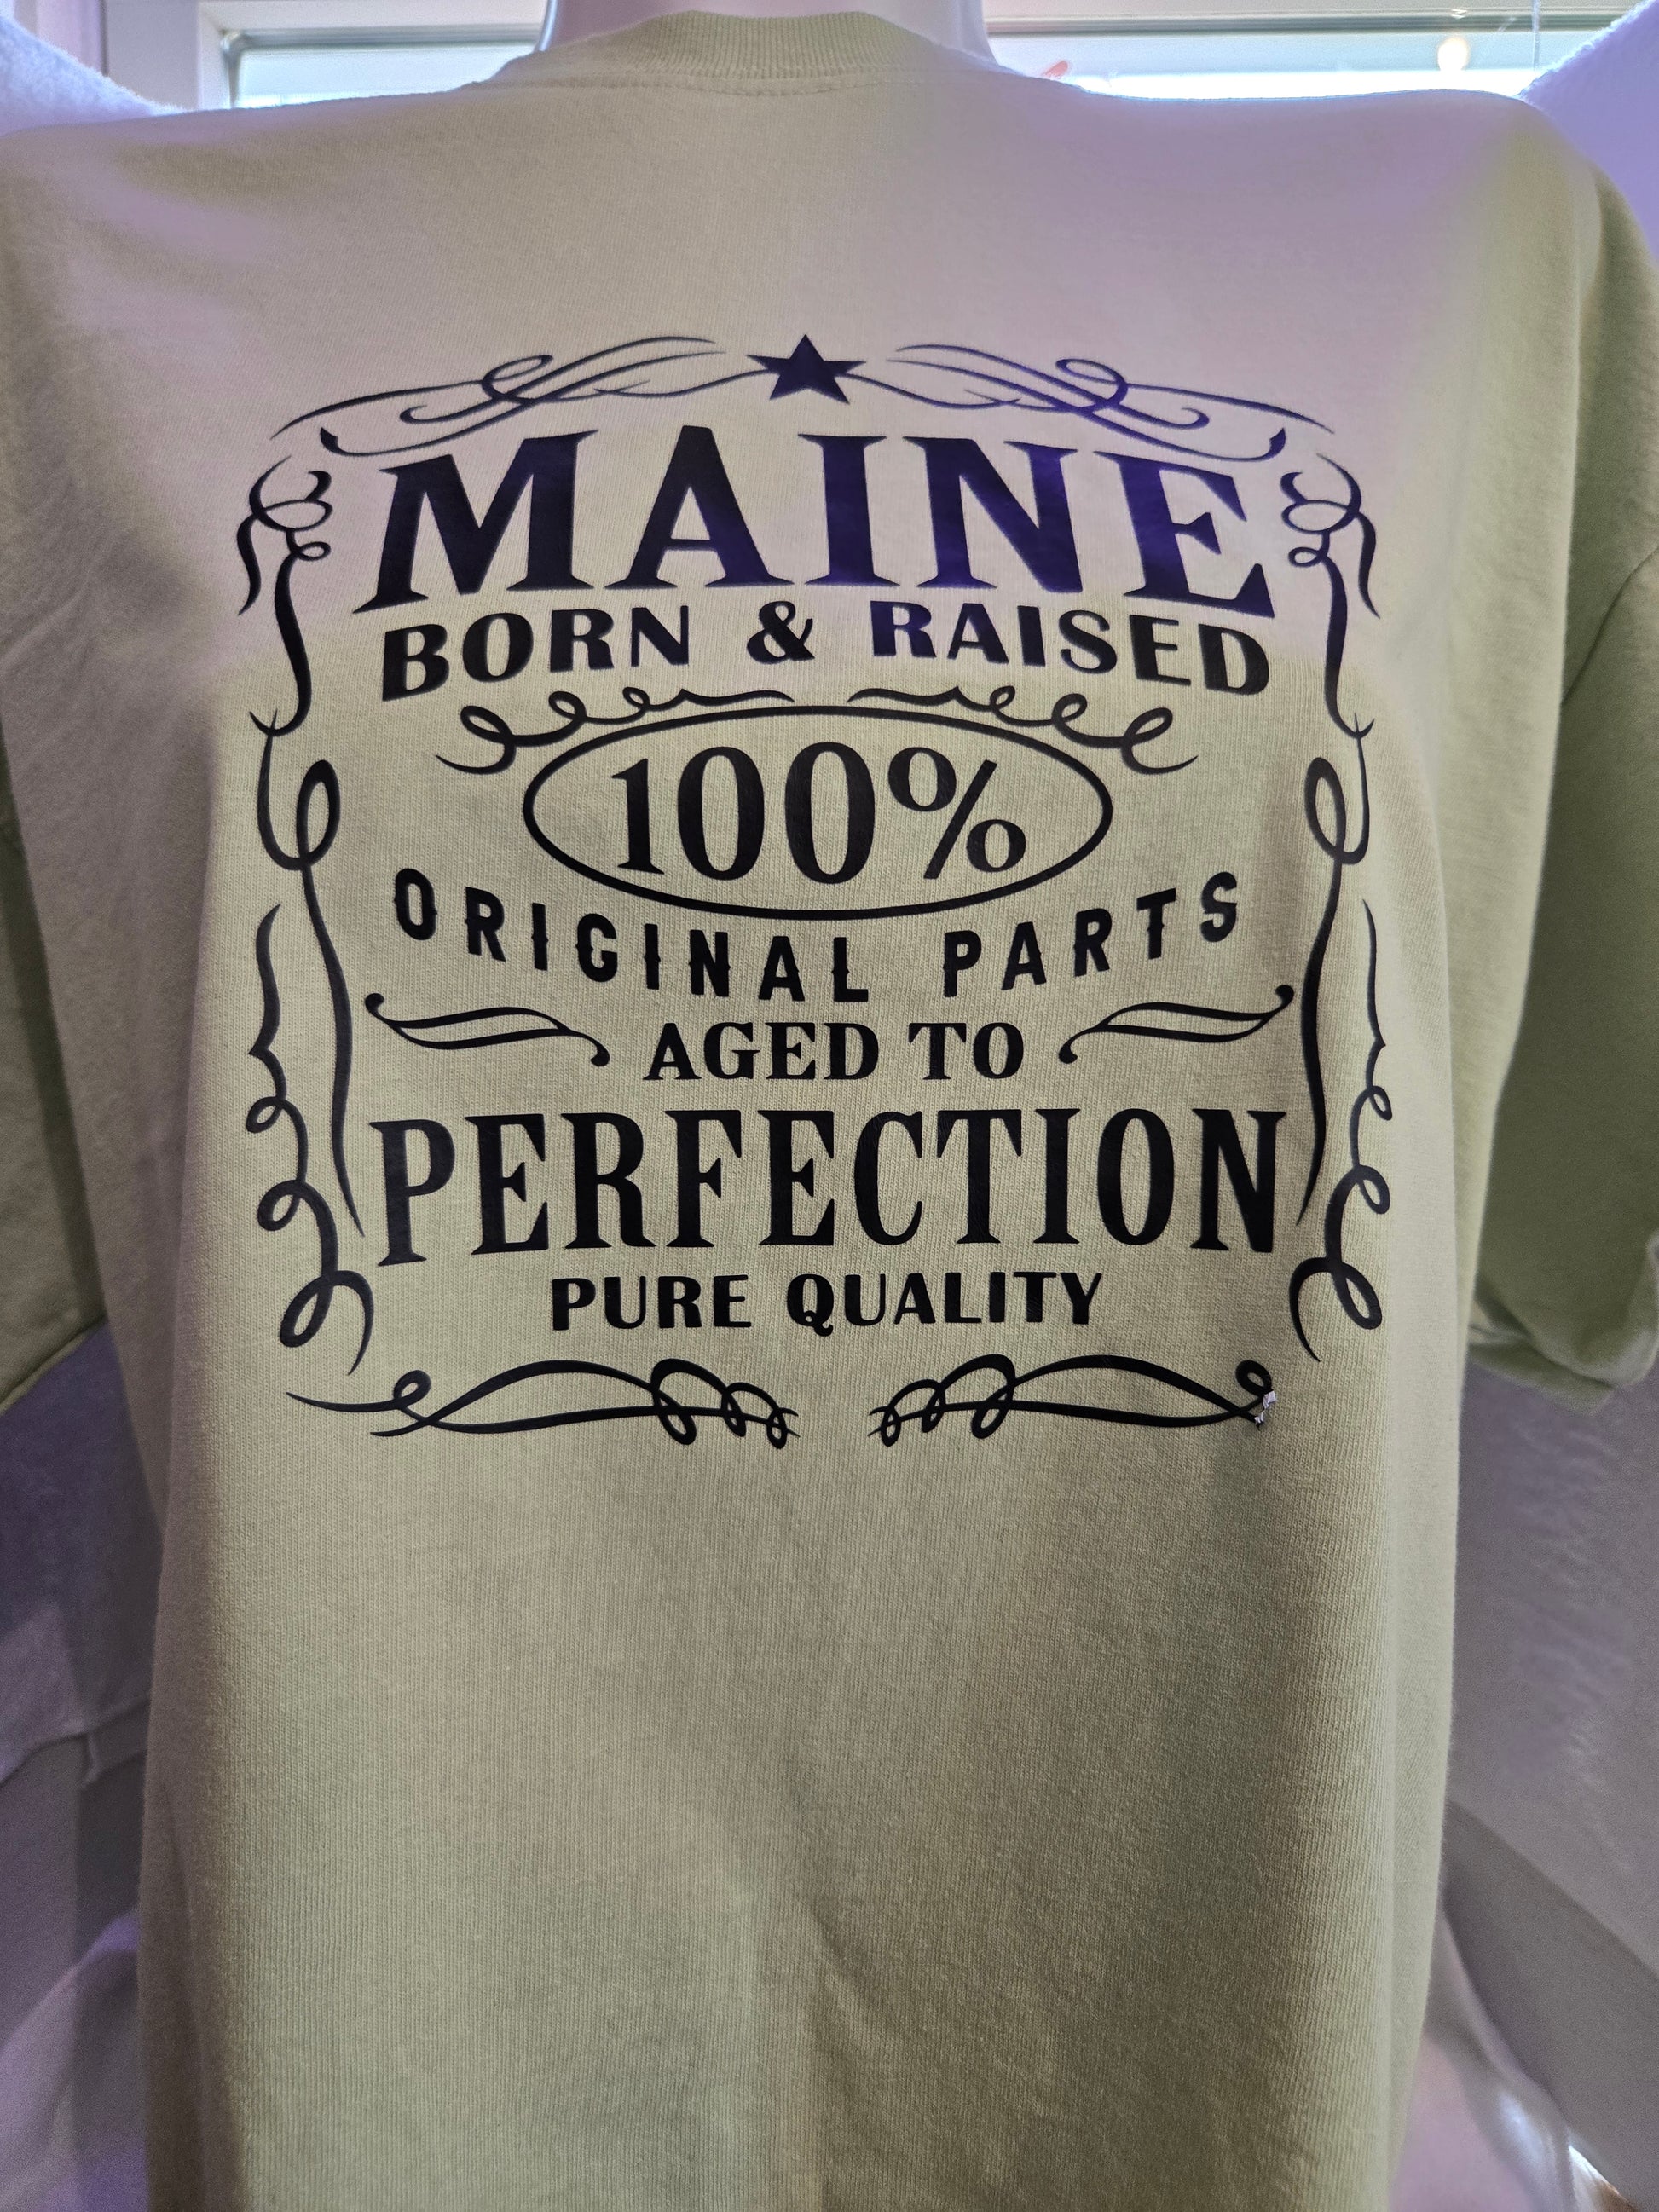 MAINE
BORN & RAISED
100%
ORIGINAL PARTS
AGED TO
PERFECTION
PURE QUALITY